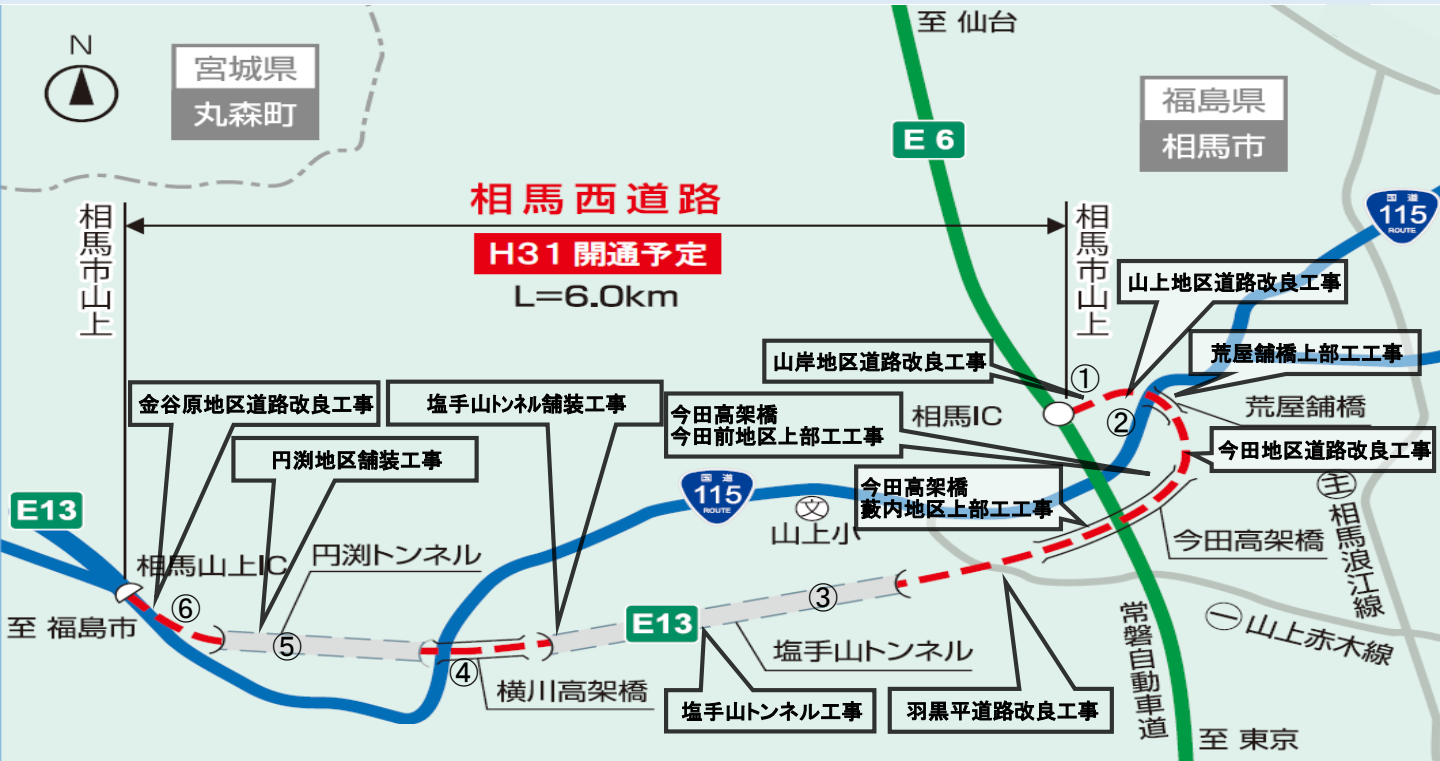 至 仙台
N
宮城県
丸森町
福島県
相馬市
E 6
相馬西道路
H31 開通予定
L=6.0km
相馬市山上
相馬市山上
国道
115
ROUTE
山上地区道路改良工事
山岸地区道路改良工事
荒屋舗橋上部工工事
①
②
荒屋舗橋
相馬IC
金谷原地区道路改良工事
塩手山トンネル舗装工事
今田高架橋
今田前地区上部工工事
今田地区道路改良工事
円渕地区舗装工事
国道
115
ROUTE
今田高架橋
藪内地区上部工工事
主
相馬浪江線
文
山上小
E13
今田高架橋
円渕トンネル
相馬山上IC
⑥
③
至 福島市
⑤
E13
④
一
山上赤木線
塩手山トンネル
横川高架橋
常磐自動車道
塩手山トンネル工事
羽黒平道路改良工事
至 東京